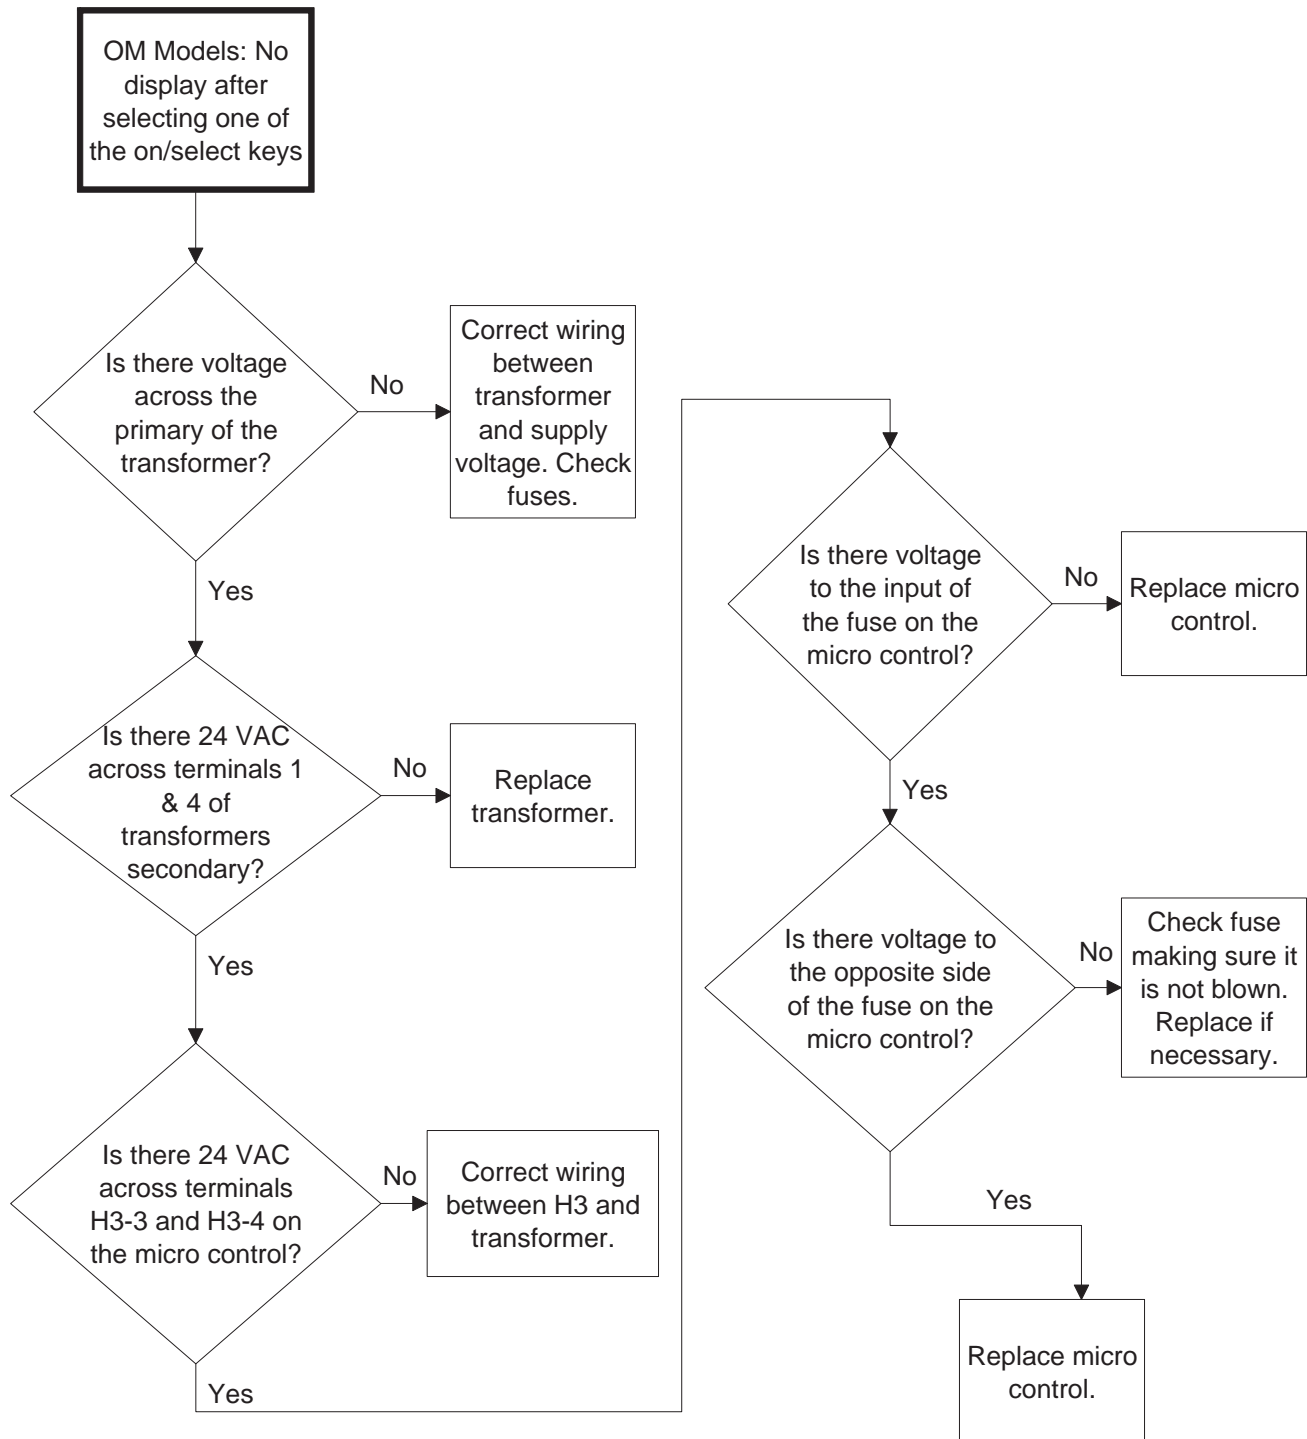 OM Models: No
display after
selecting one of
the on/select keys
Is there voltage
across the
primary of the
transformer?
No
Correct wiring
between
transformer
and supply
voltage. Check
fuses.
Yes
Is there 24 VAC
across terminals 1
& 4 of
transformers
secondary?
No
Replace
transformer.
Yes
Is there 24 VAC
across terminals
H3-3 and H3-4 on
the micro control?
No
Correct wiring
between H3 and
transformer.
Yes
Is there voltage
to the input of
the fuse on the
micro control?
No
Replace micro
control.
Yes
Is there voltage to
the opposite side
of the fuse on the
micro control?
No
Check fuse
making sure it
is not blown.
Replace if
necessary.
Yes
Replace micro
control.